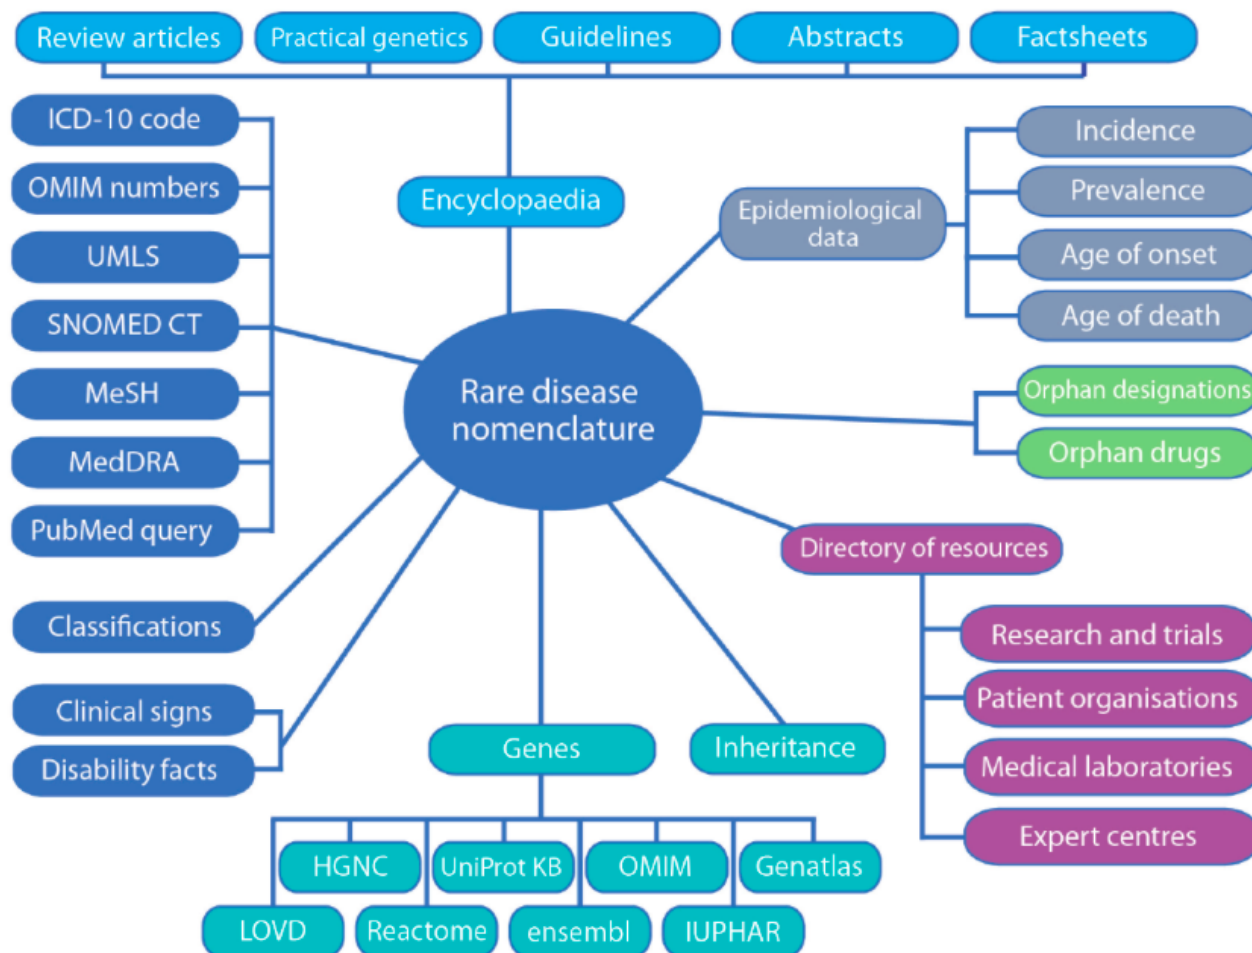 Review articles
Practical genetics
Guidelines
Abstracts
Factsheets
ICD-10 code
OMIM numbers
UMLS
SNOMED CT
MeSH
MedDRA
PubMed query
Classifications
Clinical signs
Disability facts
Encyclopaedia
Rare disease
nomenclature
Epidemiological
data
Incidence
Prevalence
Age of onset
Age of death
Orphan designations
Orphan drugs
Directory of resources
Research and trials
Patient organisations
Medical laboratories
Expert centres
Genes
Inheritance
HGNC
UniProt KB
OMIM
Genatlas
LOVD
Reactome
ensembl
IUPHAR